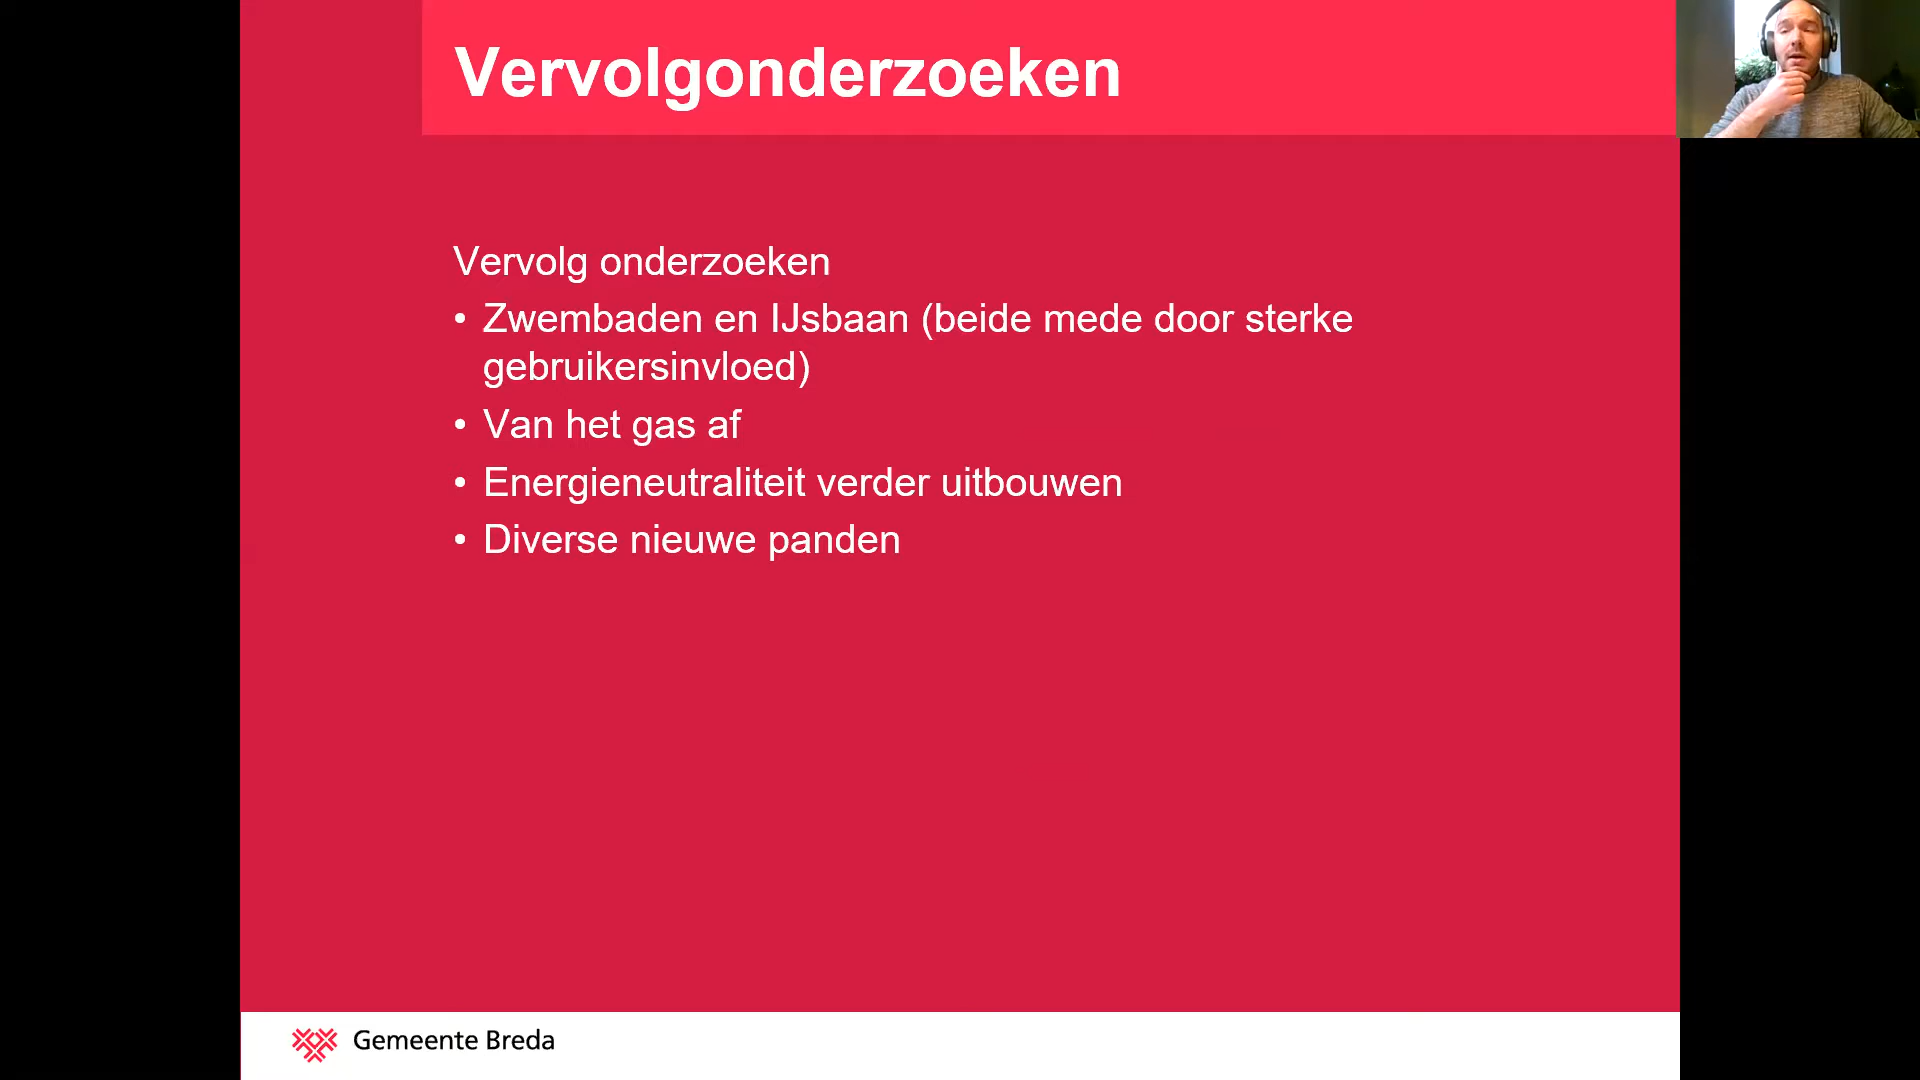 Vervolgonderzoeken
Vervolg onderzoeken
• Zwembaden en IJsbaan (beide mede door sterke
gebruikersinvloed)
• Van het gas af
• Energieneutraliteit verder uitbouwen
• Diverse nieuwe panden
Gemeente Breda